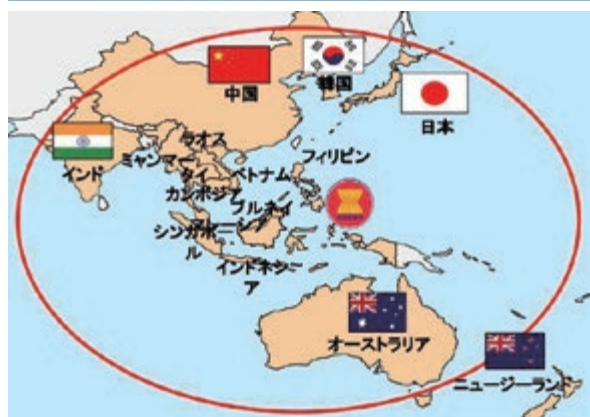 中国
韓国
日本
インド
ラオス
ミャンマー
タイ
ベトナム
フィリピン
カンボジア
ブルネイ
マレーシア
シンガポー
ル
インドネシー
ア
オーストラリア
ニュージーランド